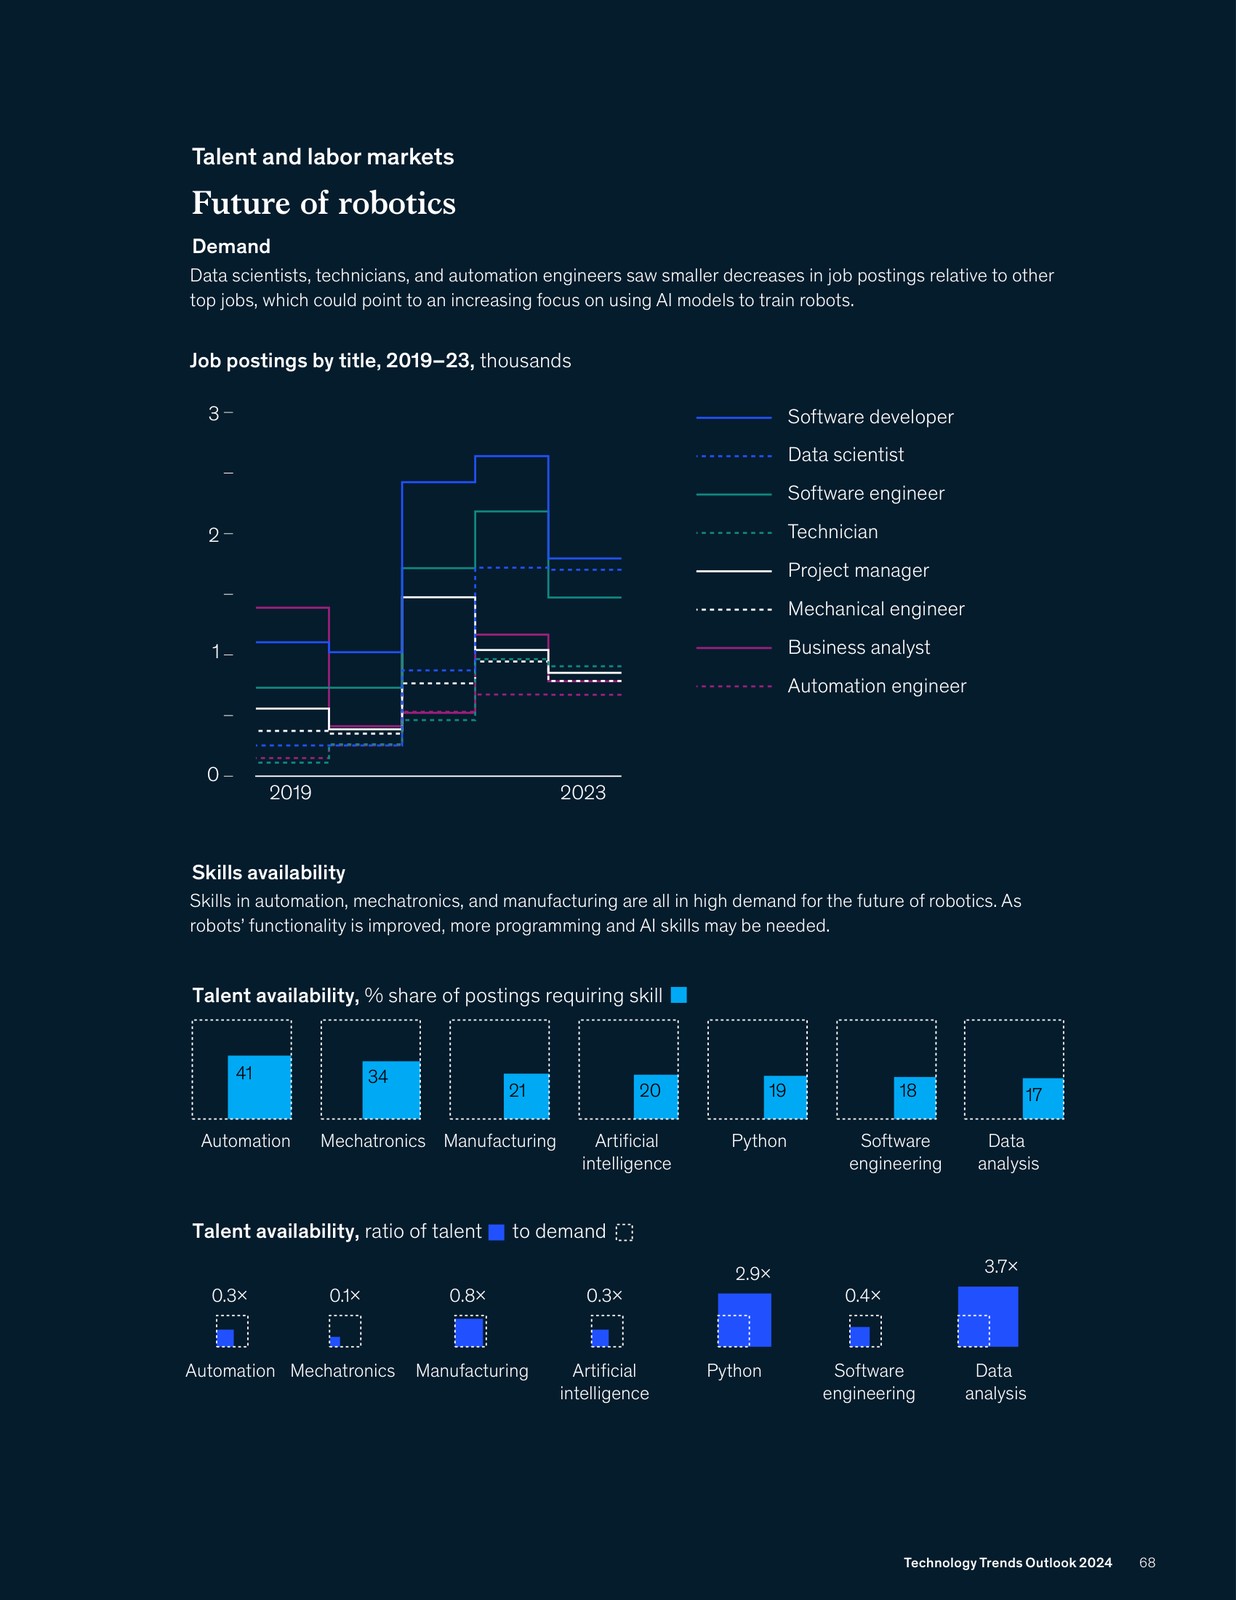 Talent and labor markets
Future of robotics
Demand
Data scientists, technicians, and automation engineers saw smaller decreases in job postings relative to other
top jobs, which could point to an increasing focus on using AI models to train robots.
Job postings by title, 2019–23, thousands
3
2
1
0
2019
2023
Software developer
Data scientist
Software engineer
Technician
Project manager
Mechanical engineer
Business analyst
Automation engineer
Skills availability
Skills in automation, mechatronics, and manufacturing are all in high demand for the future of robotics. As
robots’ functionality is improved, more programming and AI skills may be needed.
Talent availability, % share of postings requiring skill
41
34
21
20
19
18
17
Automation
Mechatronics
Manufacturing
Artificial
intelligence
Python
Software
engineering
Data
analysis
Talent availability, ratio of talent to demand
0.3×
0.1×
0.8×
0.3×
2.9×
0.4×
3.7×
Automation
Mechatronics
Manufacturing
Artificial
intelligence
Python
Software
engineering
Data
analysis
Technology Trends Outlook 2024 68